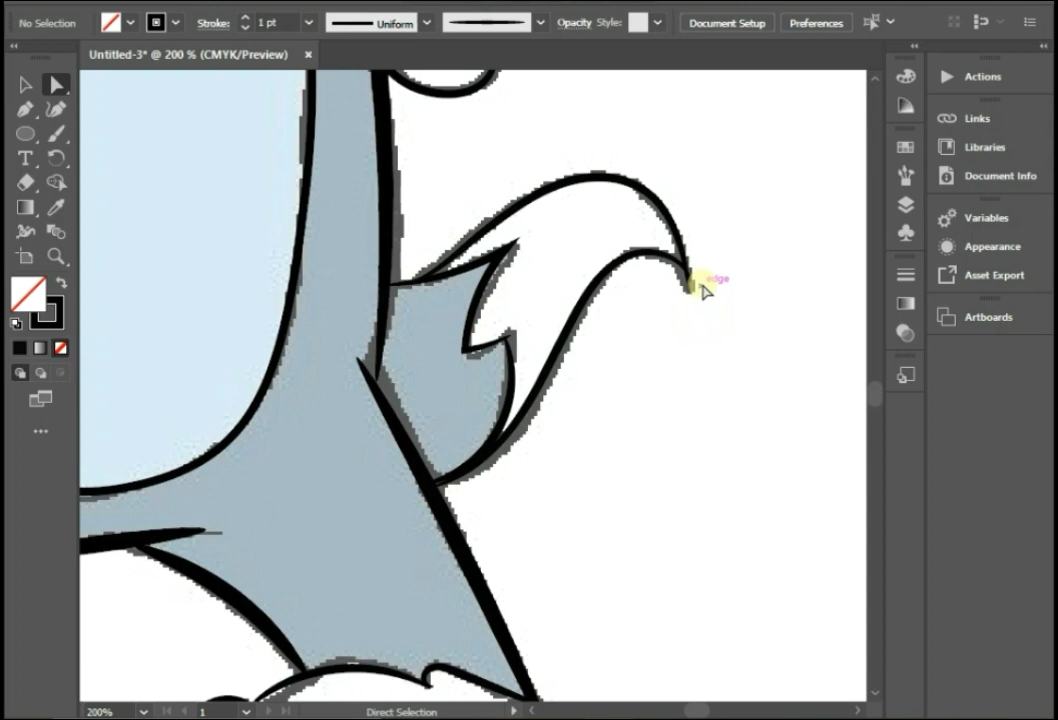 No Selection Stroke: 1 pt Uniform Opacity Style: Document Setup Preferences
Untitled-3* @ 200 % (CMYK/Preview) ×
Actions
Links
Libraries
Document Info
Variables
Appearance
Asset Export
Artboards
edge
200% 1 Direct Selection